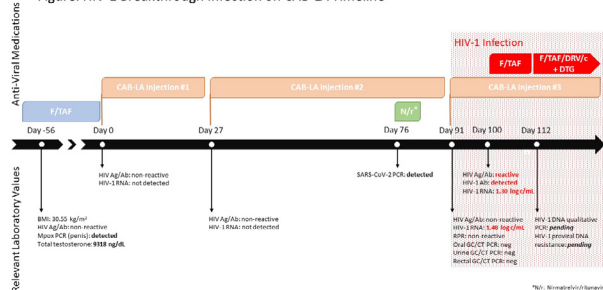 Figure: HIV-1 Breakthrough Infection on CAB-LA Timeline
Anti-Viral Medications
HIV-1 Infection
F/TAF
F/TAF/DRV/c
+ DTG
CAB-LA Injection #1
CAB-LA Injection #2
CAB-LA Injection #3
F/TAF
N/r*
Day -56
Day 0
Day 27
Day 76
Day 91
Day 100
Day 112
Relevant Laboratory Values
HIV Ag/Ab: non-reactive
HIV-1 RNA: not detected
SARS-CoV-2 PCR: detected
HIV Ag/Ab: reactive
HIV-1 Ab: detected
HIV-1 RNA: 1.30 log c/mL
BMI: 30.55 kg/m²
HIV Ag/Ab: non-reactive
Mpox PCR (penis): detected
Total testosterone: 9318 ng/dL
HIV Ag/Ab: non-reactive
HIV-1 RNA: not detected
HIV Ag/Ab: non-reactive
HIV-1 RNA: 1.48 log c/mL
RPR: non-reactive
Oral GC/CT PCR: neg
Urine GC/CT PCR: neg
Rectal GC/CT PCR: neg
HIV-1 DNA qualitative
PCR: pending
HIV-1 proviral DNA
resistance: pending
*N/r: Nirmatrelvir/ritonavir